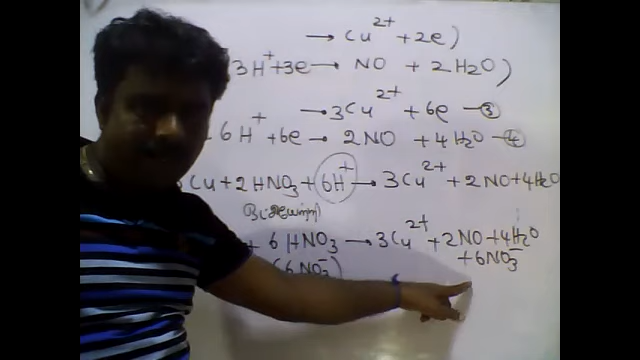 → Cu²⁺ + 2e)
3H⁺ + 3e → NO + 2H₂O)
→ 3Cu²⁺ + 6e — ③
6H⁺ + 6e → 2NO + 4H₂O — ④
Cu + 2HNO₃ + 6H⁺ → 3Cu²⁺ + 2NO + 4H₂O
+ 6HNO₃ → 3Cu²⁺ + 2NO + 4H₂O
(6NO₃⁻) + 6NO₃⁻